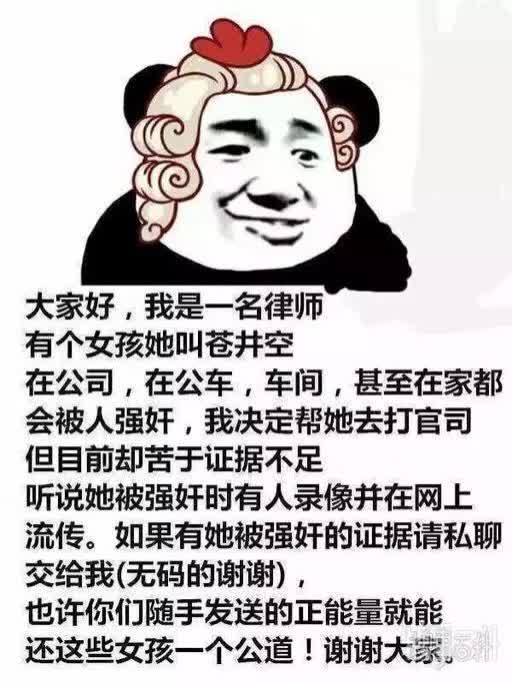 大家好，我是一名律师
有个女孩她叫苍井空
在公司，在公车，车间，甚至在家都
会被人强奸，我决定帮她去打官司
但目前却苦于证据不足
听说她被强奸时有人录像并在网上
流传。如果有她被强奸的证据请私聊
交给我(无码的谢谢)，
也许你们随手发送的正能量就能
还这些女孩一个公道！谢谢大家。